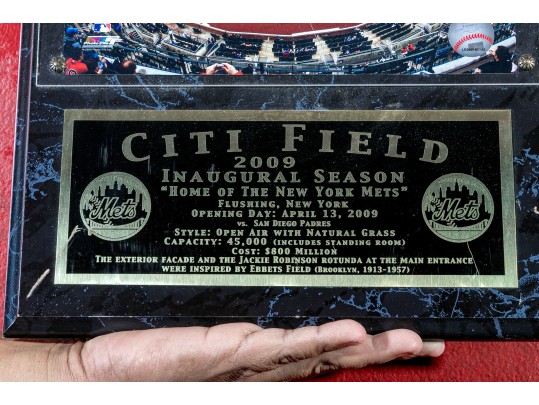 CITI FIELD
2009
INAUGURAL SEASON
"HOME OF THE NEW YORK METS"
FLUSHING, NEW YORK
OPENING DAY: APRIL 13, 2009
VS. SAN DIEGO PADRES
STYLE: OPEN AIR WITH NATURAL GRASS
CAPACITY: 45,000 (INCLUDES STANDING ROOM)
COST: $800 MILLION
THE EXTERIOR FACADE AND THE JACKIE ROBINSON ROTUNDA AT THE MAIN ENTRANCE
WERE INSPIRED BY EBBETS FIELD (BROOKLYN, 1913-1957)
Mets
Mets